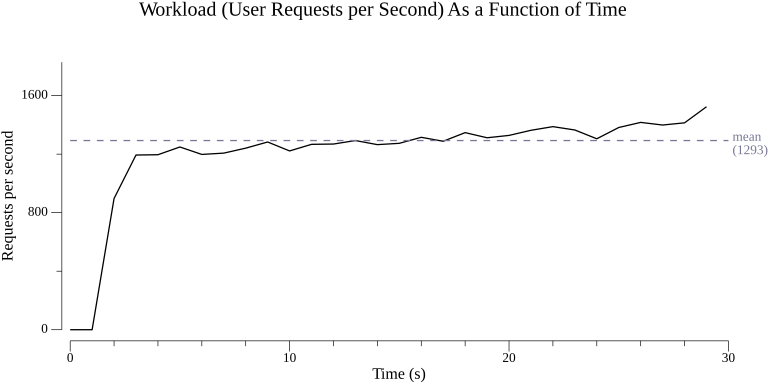 Workload (User Requests per Second) As a Function of Time
Requests per second
1600
800
0
mean
(1293)
0
10
20
30
Time (s)